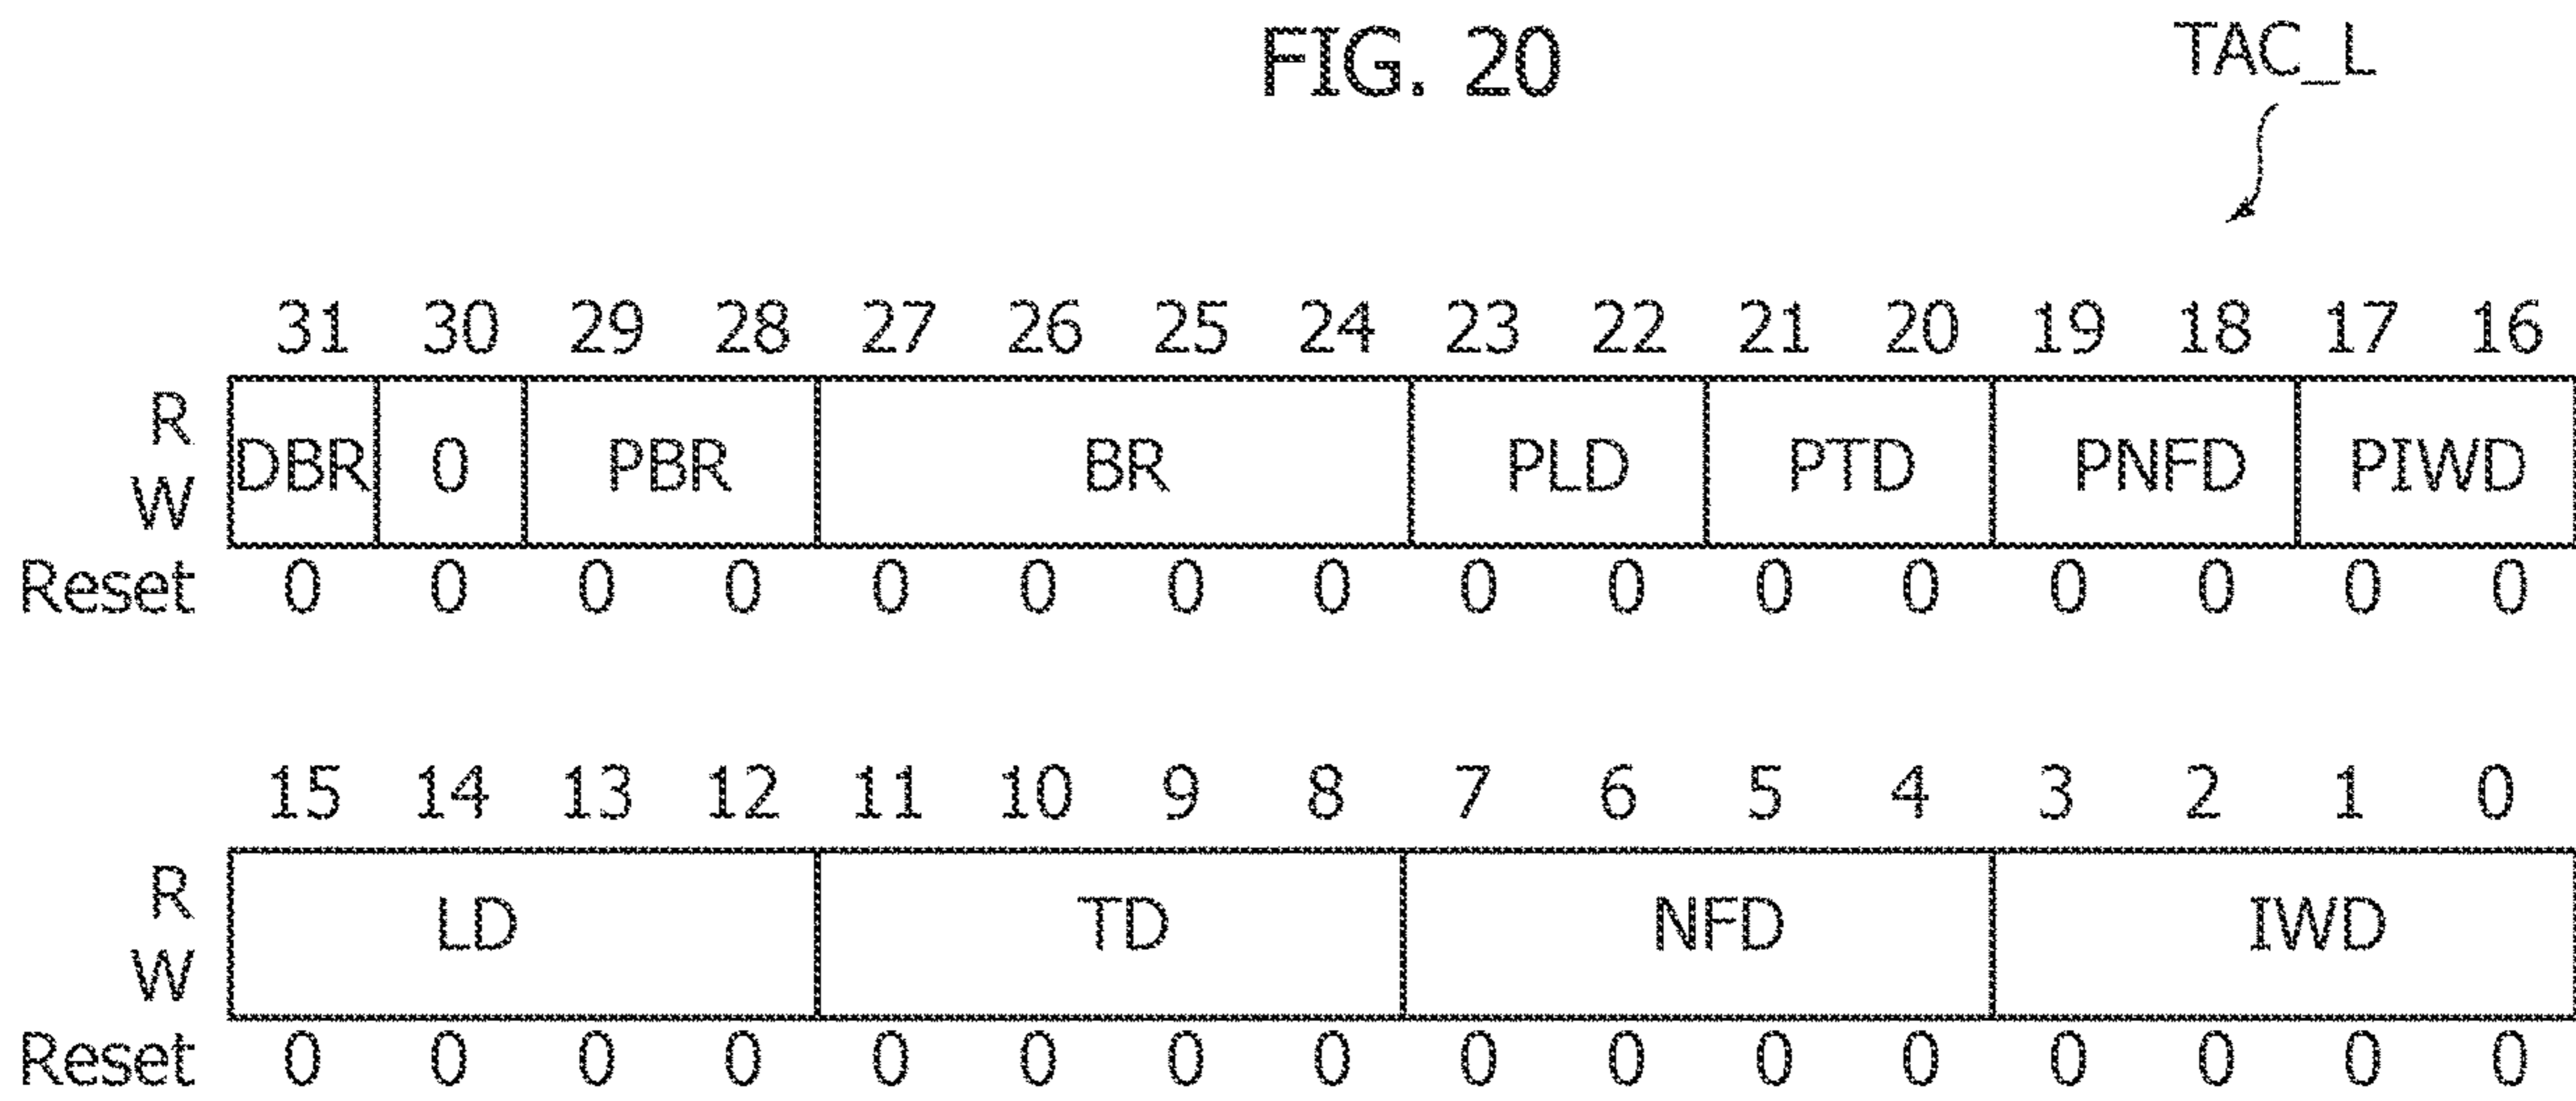 FIG. 20
TAC_L
31 30 29 28 27 26 25 24 23 22 21 20 19 18 17 16
R
W
DBR 0 PBR BR PLD PTD PNFD PIWD
Reset 0 0 0 0 0 0 0 0 0 0 0 0 0 0 0 0
15 14 13 12 11 10 9 8 7 6 5 4 3 2 1 0
R
W
LD TD NFD IWD
Reset 0 0 0 0 0 0 0 0 0 0 0 0 0 0 0 0